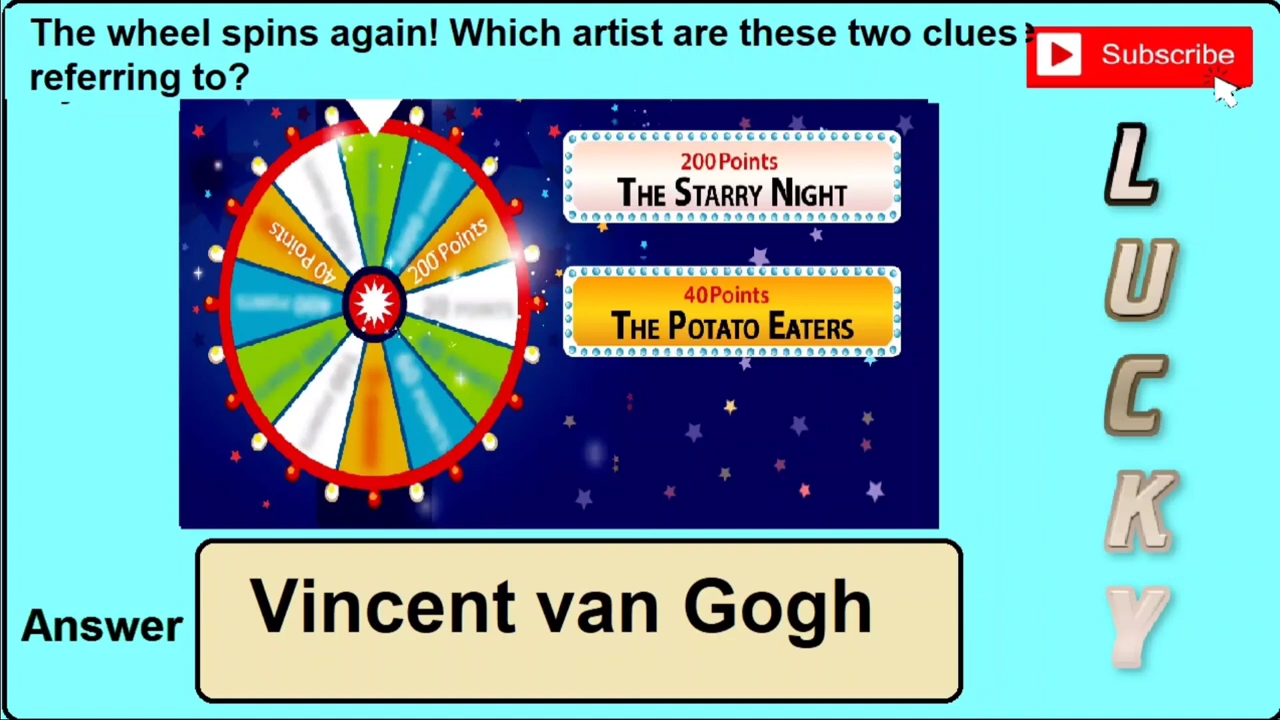 The wheel spins again! Which artist are these two clues
referring to?
Subscribe
200 Points
THE STARRY NIGHT
40 Points
THE POTATO EATERS
40 Points
200 Points
L
U
C
K
Y
Answer
Vincent van Gogh